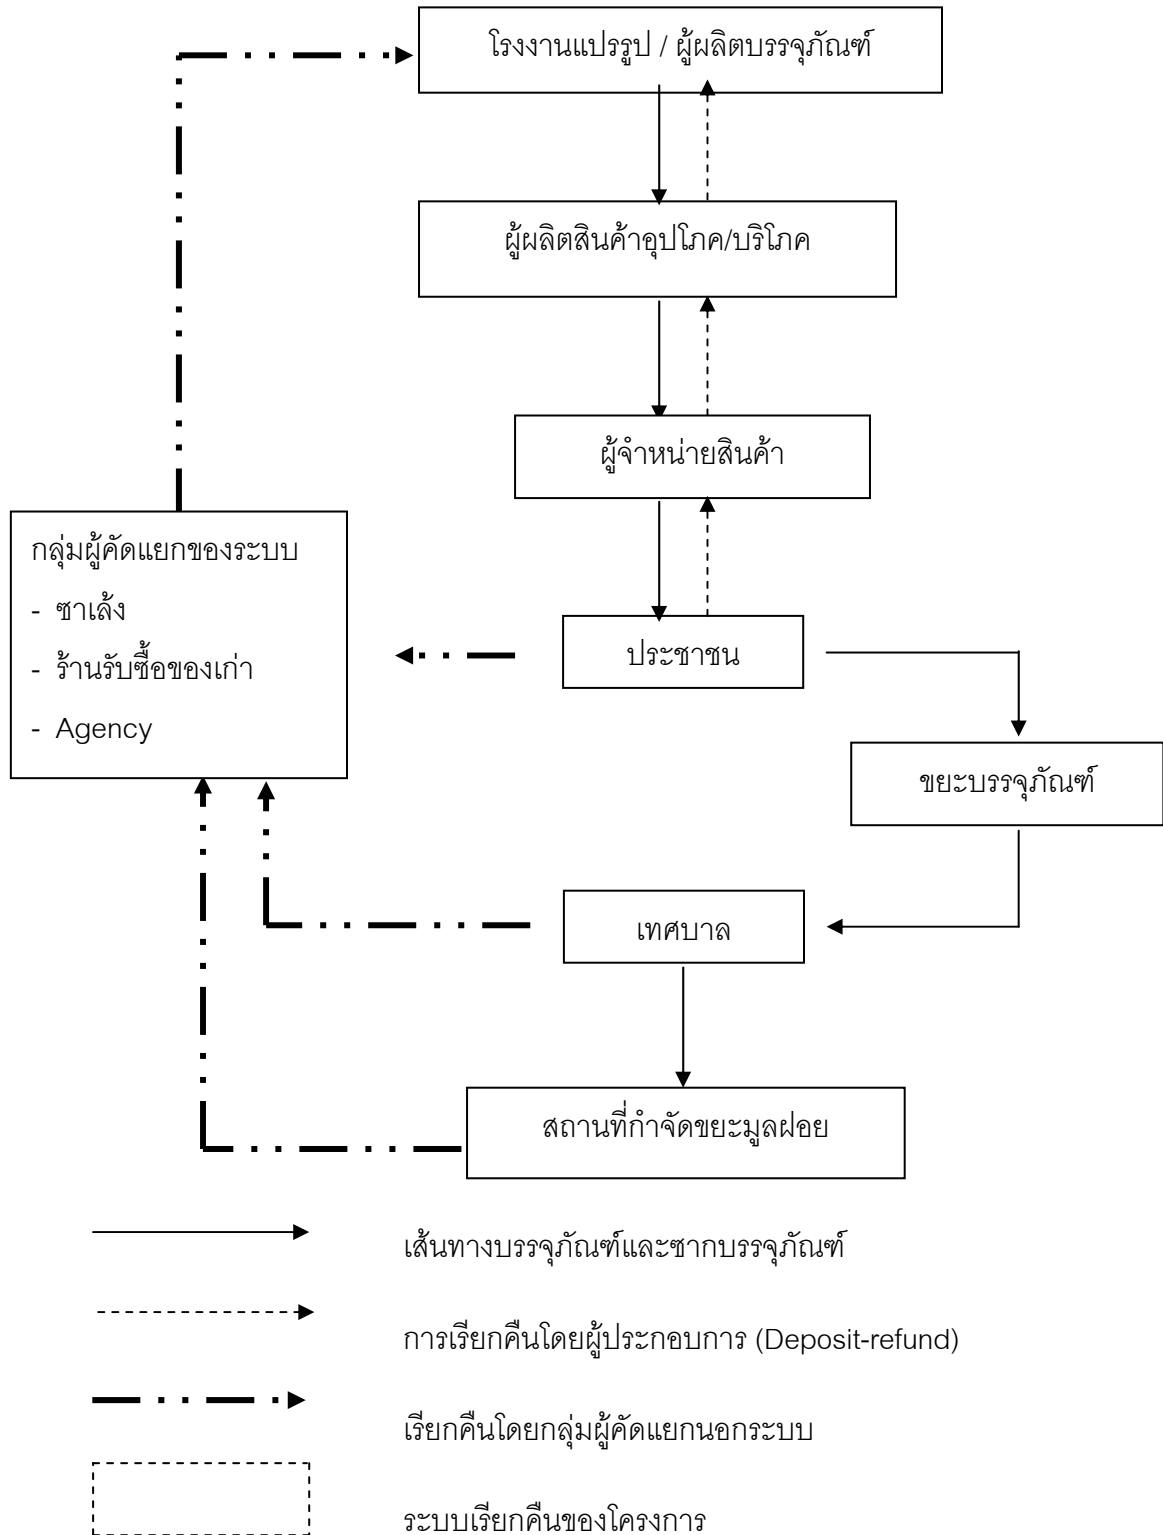 โรงงานแปรรูป / ผู้ผลิตบรรจุภัณฑ์
ผู้ผลิตสินค้าอุปโภค/บริโภค
ผู้จำหน่ายสินค้า
กลุ่มผู้คัดแยกของระบบ
- ซาเล้ง
- ร้านรับซื้อของเก่า
- Agency
ประชาชน
ขยะบรรจุภัณฑ์
เทศบาล
สถานที่กำจัดขยะมูลฝอย
เส้นทางบรรจุภัณฑ์และซากบรรจุภัณฑ์
การเรียกคืนโดยผู้ประกอบการ (Deposit-refund)
เรียกคืนโดยกลุ่มผู้คัดแยกนอกระบบ
ระบบเรียกคืนของโครงการ